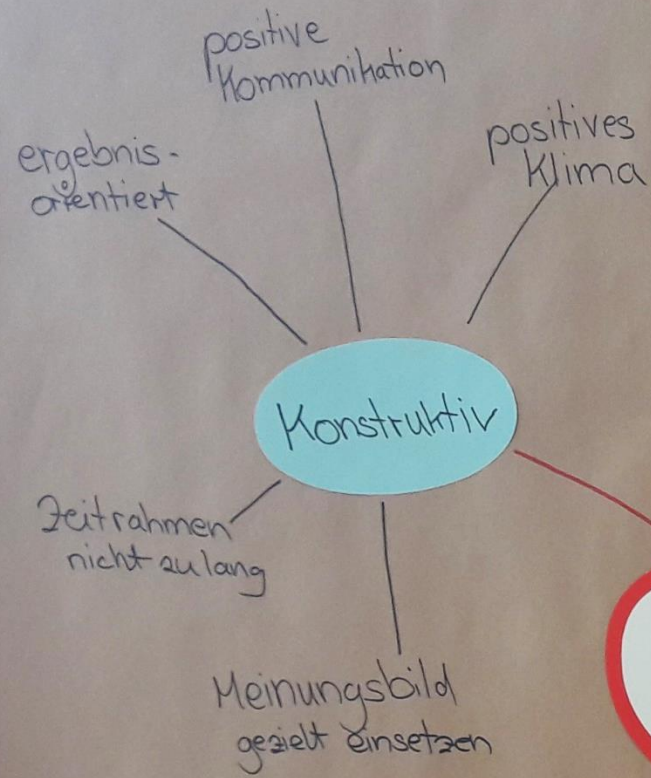 positive
Kommunikation
positives
Klima
ergebnis-
orientiert
Konstruktiv
Zeitrahmen
nicht zu lang
Meinungsbild
gezielt einsetzen